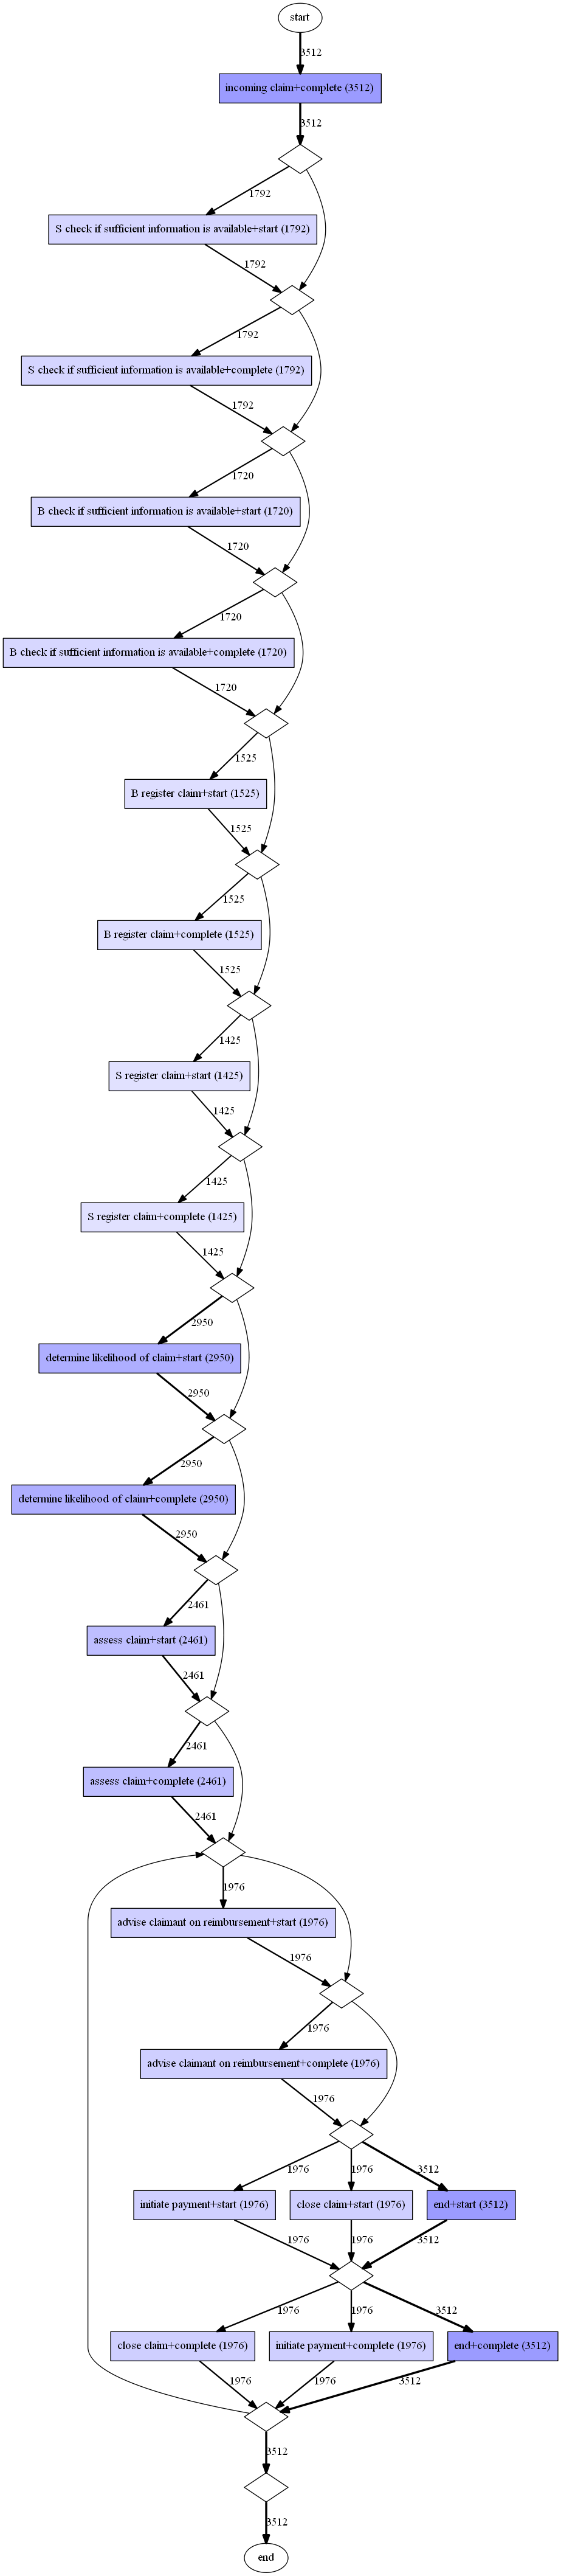 start
3512
incoming claim+complete (3512)
3512
1792
S check if sufficient information is available+start (1792)
1792
1792
S check if sufficient information is available+complete (1792)
1792
1720
B check if sufficient information is available+start (1720)
1720
1720
B check if sufficient information is available+complete (1720)
1720
1525
B register claim+start (1525)
1525
1525
B register claim+complete (1525)
1525
1425
S register claim+start (1425)
1425
1425
S register claim+complete (1425)
1425
2950
determine likelihood of claim+start (2950)
2950
2950
determine likelihood of claim+complete (2950)
2950
2461
assess claim+start (2461)
2461
2461
assess claim+complete (2461)
2461
1976
advise claimant on reimbursement+start (1976)
1976
1976
advise claimant on reimbursement+complete (1976)
1976
1976 1976 3512
initiate payment+start (1976) close claim+start (1976) end+start (3512)
1976 1976 3512
1976 1976 3512
close claim+complete (1976) initiate payment+complete (1976) end+complete (3512)
1976 1976 3512
3512
3512
end